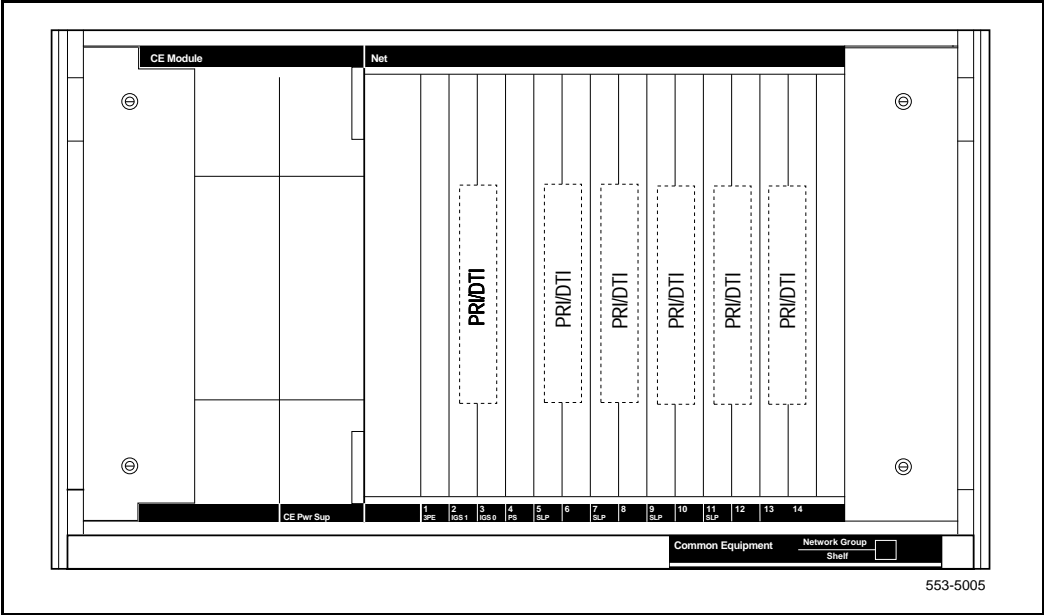 CE Module Net
PRI/DTI PRI/DTI PRI/DTI PRI/DTI PRI/DTI PRI/DTI
CE Pwr Sup
1 2 3 4 5 6 7 8 9 10 11 12 13 14
3PE IGS 1 IGS 0 PS SLP SLP SLP SLP
Common Equipment
Network Group
Shelf
553-5005